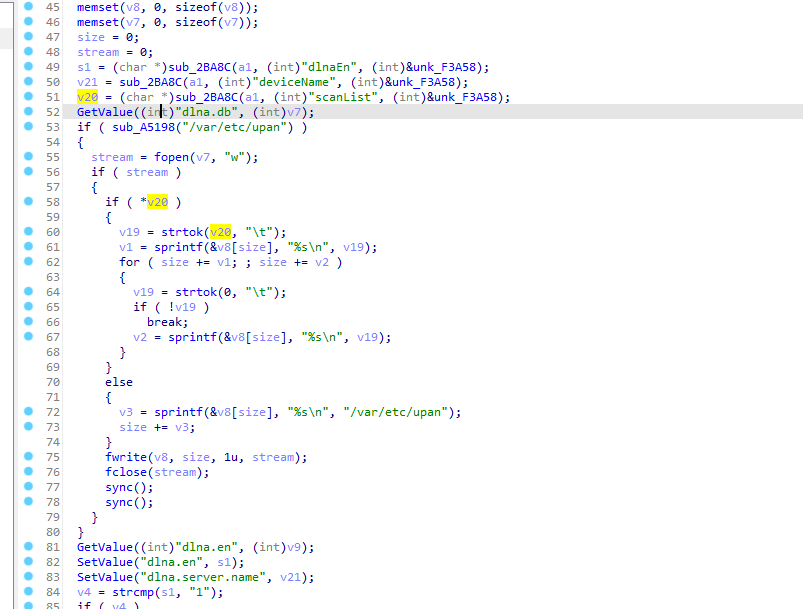 45 memset(v8, 0, sizeof(v8));
46 memset(v7, 0, sizeof(v7));
47 size = 0;
48 stream = 0;
49 s1 = (char *)sub_2BA8C(a1, (int)"dlnaEn", (int)&unk_F3A58);
50 v21 = sub_2BA8C(a1, (int)"deviceName", (int)&unk_F3A58);
51 v20 = (char *)sub_2BA8C(a1, (int)"scanList", (int)&unk_F3A58);
52 GetValue((int)"dlna.db", (int)v7);
53 if ( sub_A5198("/var/etc/upan") )
54 {
55 stream = fopen(v7, "w");
56 if ( stream )
57 {
58 if ( *v20 )
59 {
60 v19 = strtok(v20, "\t");
61 v1 = sprintf(&v8[size], "%s\n", v19);
62 for ( size += v1; ; size += v2 )
63 {
64 v19 = strtok(0, "\t");
65 if ( !v19 )
66 break;
67 v2 = sprintf(&v8[size], "%s\n", v19);
68 }
69 }
70 else
71 {
72 v3 = sprintf(&v8[size], "%s\n", "/var/etc/upan");
73 size += v3;
74 }
75 fwrite(v8, size, 1u, stream);
76 fclose(stream);
77 sync();
78 sync();
79 }
80 }
81 GetValue((int)"dlna.en", (int)v9);
82 SetValue("dlna.en", s1);
83 SetValue("dlna.server.name", v21);
84 v4 = strcmp(s1, "1");
85 if ( v4 )